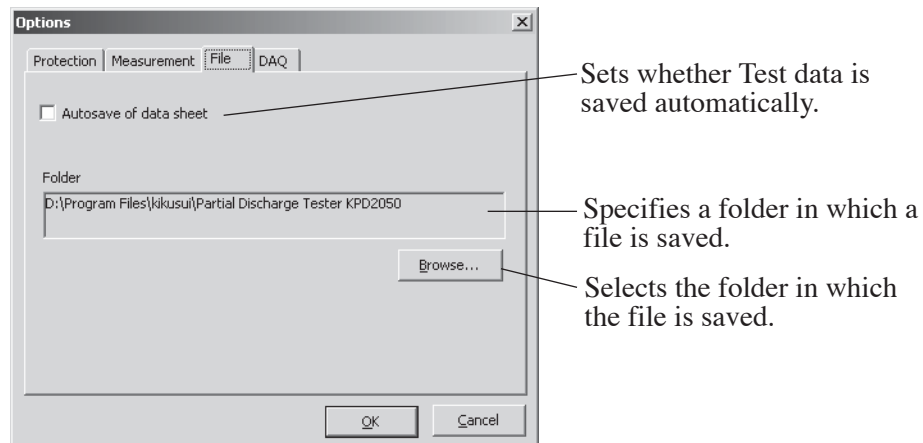 Options
Protection Measurement File DAQ
Autosave of data sheet
Sets whether Test data is
saved automatically.
Folder
D:\Program Files\kikusui\Partial Discharge Tester KPD2050
Specifies a folder in which a
file is saved.
Browse...
Selects the folder in which
the file is saved.
OK Cancel